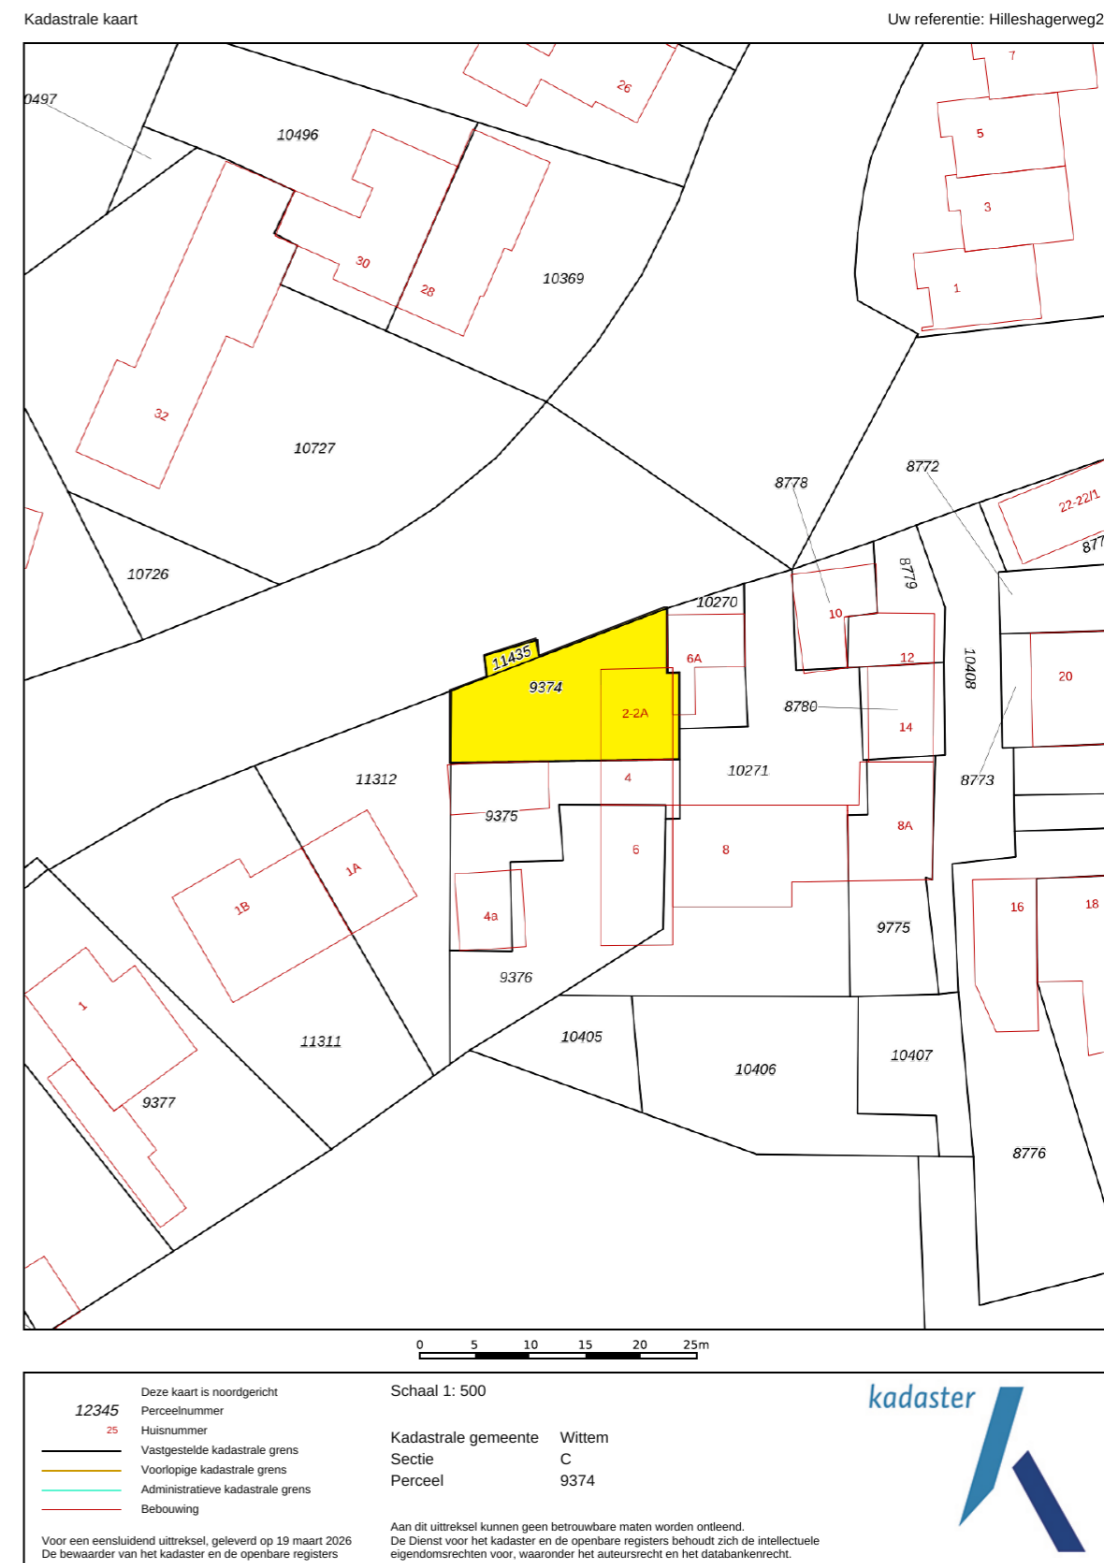 Kadastrale kaart
Uw referentie: Hilleshagerweg2
7
26
0497
5
10496
3
30
10369
28
1
32
10727
8772
8778
22-22/1
877
10726
8779
10270
10
11435
6A
12
10408
9374
20
2-2A
8780
14
10271
11312
4
8773
9375
8A
6
8
1A
1B
4a
16
18
9775
9376
1
10405
11311
10407
10406
9377
8776
0 5 10 15 20 25m
Deze kaart is noordgericht
12345 Perceelnummer
25 Huisnummer
Vastgestelde kadastrale grens
Voorlopige kadastrale grens
Administratieve kadastrale grens
Bebouwing
Voor een eensluidend uittreksel, geleverd op 19 maart 2026
De bewaarder van het kadaster en de openbare registers
Schaal 1: 500
Kadastrale gemeente Wittem
Sectie C
Perceel 9374
Aan dit uittreksel kunnen geen betrouwbare maten worden ontleend.
De Dienst voor het kadaster en de openbare registers behoudt zich de intellectuele
eigendomsrechten voor, waaronder het auteursrecht en het databankenrecht.
kadaster